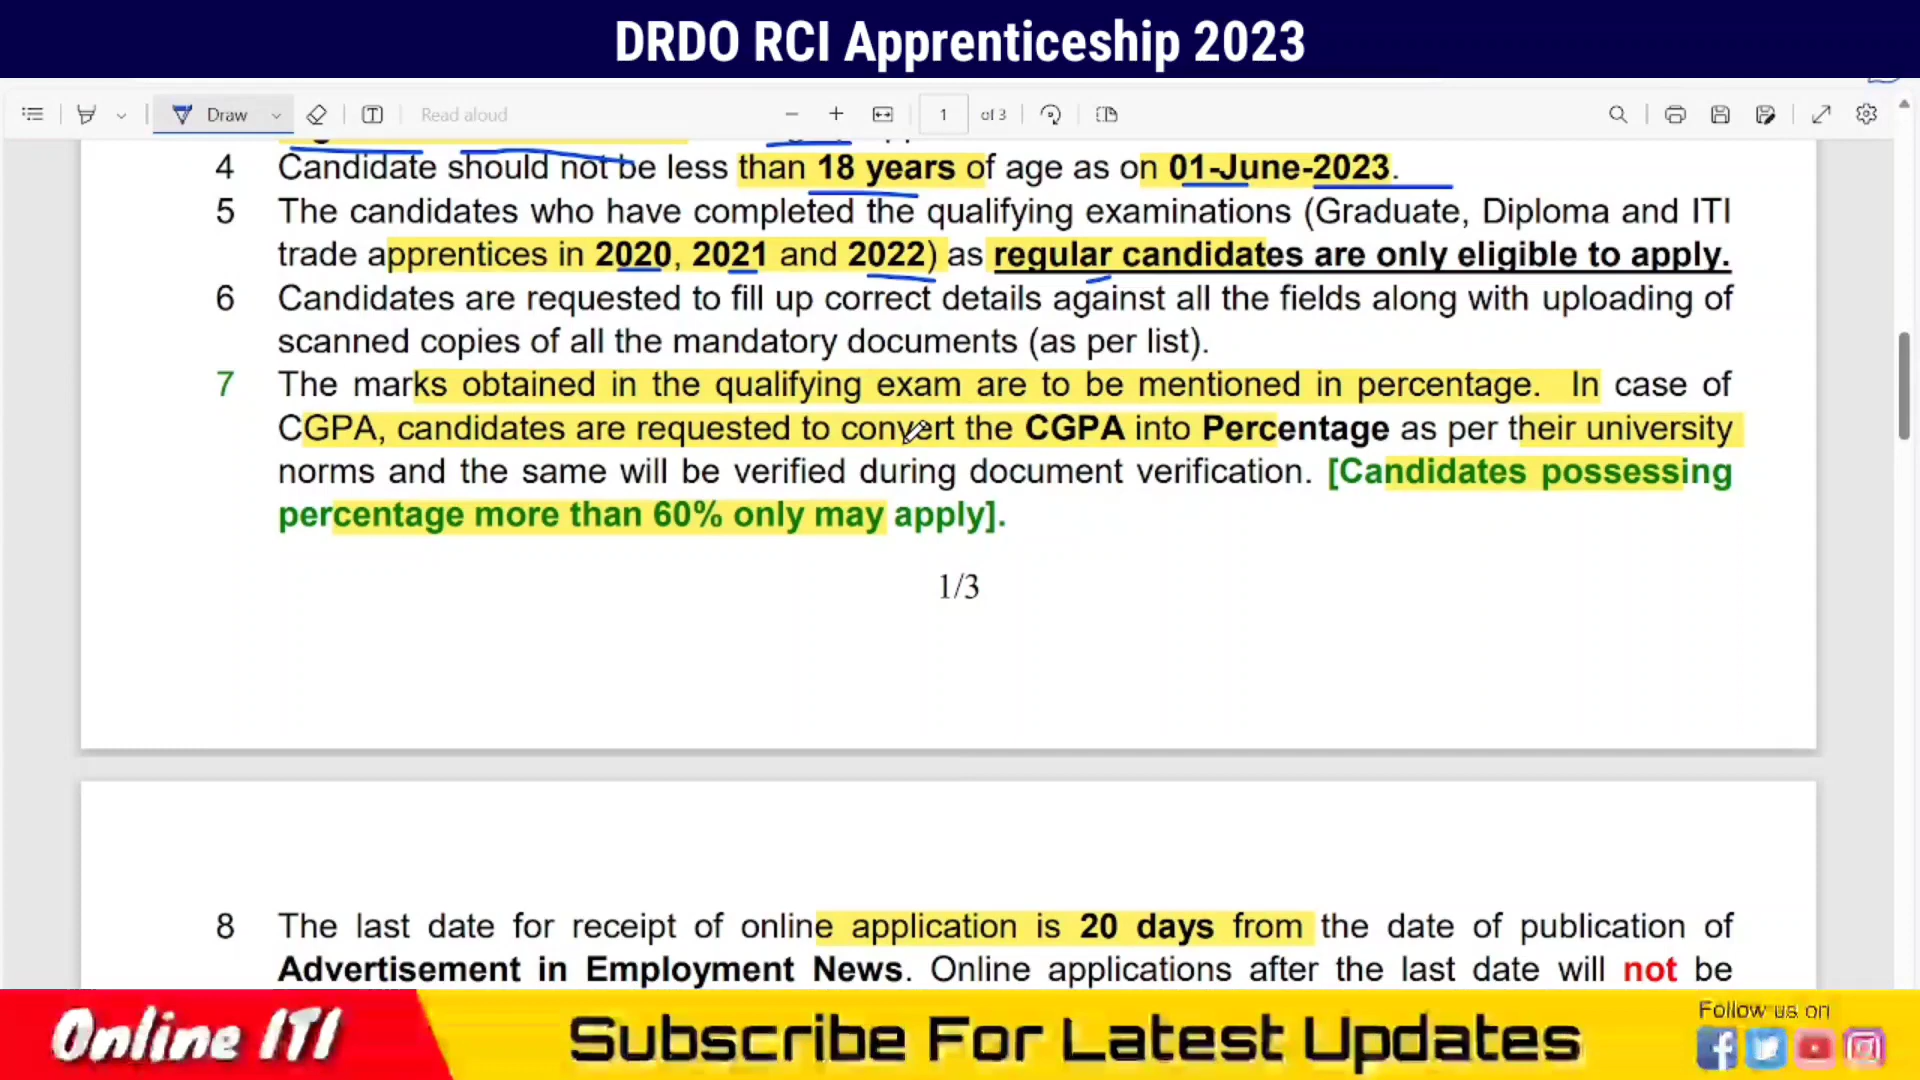 DRDO RCI Apprenticeship 2023
Draw
Read aloud
1 of 3
4 Candidate should not be less than 18 years of age as on 01-June-2023.
5 The candidates who have completed the qualifying examinations (Graduate, Diploma and ITI
trade apprentices in 2020, 2021 and 2022) as regular candidates are only eligible to apply.
6 Candidates are requested to fill up correct details against all the fields along with uploading of
scanned copies of all the mandatory documents (as per list).
7 The marks obtained in the qualifying exam are to be mentioned in percentage. In case of
CGPA, candidates are requested to convert the CGPA into Percentage as per their university
norms and the same will be verified during document verification. [Candidates possessing
percentage more than 60% only may apply].
1/3
8 The last date for receipt of online application is 20 days from the date of publication of
Advertisement in Employment News. Online applications after the last date will not be
Online ITI
Subscribe For Latest Updates
Follow us on